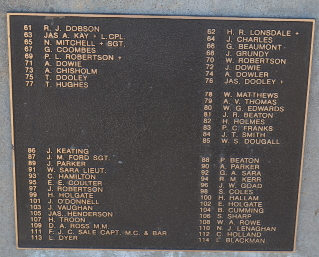 61 R. J. DOBSON
63 JAS A. KAY + L.CPL.
65 N. MITCHELL + SGT.
67 G. COOMBES
69 P. L. ROBERTSON +
71 A. DOWIE
73 A. CHISHOLM
75 T. DOOLEY
77 T. HUGHES
62 H. R. LONSDALE +
64 J. CHARLES
66 G. BEAUMONT
68 J. GRUNDY
70 W. ROBERTSON
72 J. DOWIE
74 A. DOWLER
76 JAS. DOOLEY +
78 W. MATTHEWS
79 A. V. THOMAS
80 W. G. EDWARDS
81 J. R. BEATON
82 H. HOLMES
83 P. C. FRANKS
84 J. T. SMITH
85 W. S. DOUGALL
86 J. KEATING
87 J. M. FORD SGT.
89 J. PARKER
91 W. SARA LIEUT.
93 C. HAMILTON
95 E. E. COULTER
97 J. ROBERTSON
99 H. HOLGATE
101 J. O'DONNELL
103 J. VAUGHAN
105 JAS. HENDERSON
107 H. TROON
109 D. A. ROSS M.M.
111 F. J. C. SALE CAPT. M.C. & BAR
113 L. DYER
88 P. BEATON
90 A. PARKER
92 G. A. SARA
94 R. M. KERR
96 J. W. GOAD
98 S. COLES
100 H. HALLAM
102 E. HOLGATE
104 B. CUMMING
106 S. SHARP
108 W. A. ROWE
110 N. J. LENAGHAN
112 C. HOLLAND
114 BLACKMAN